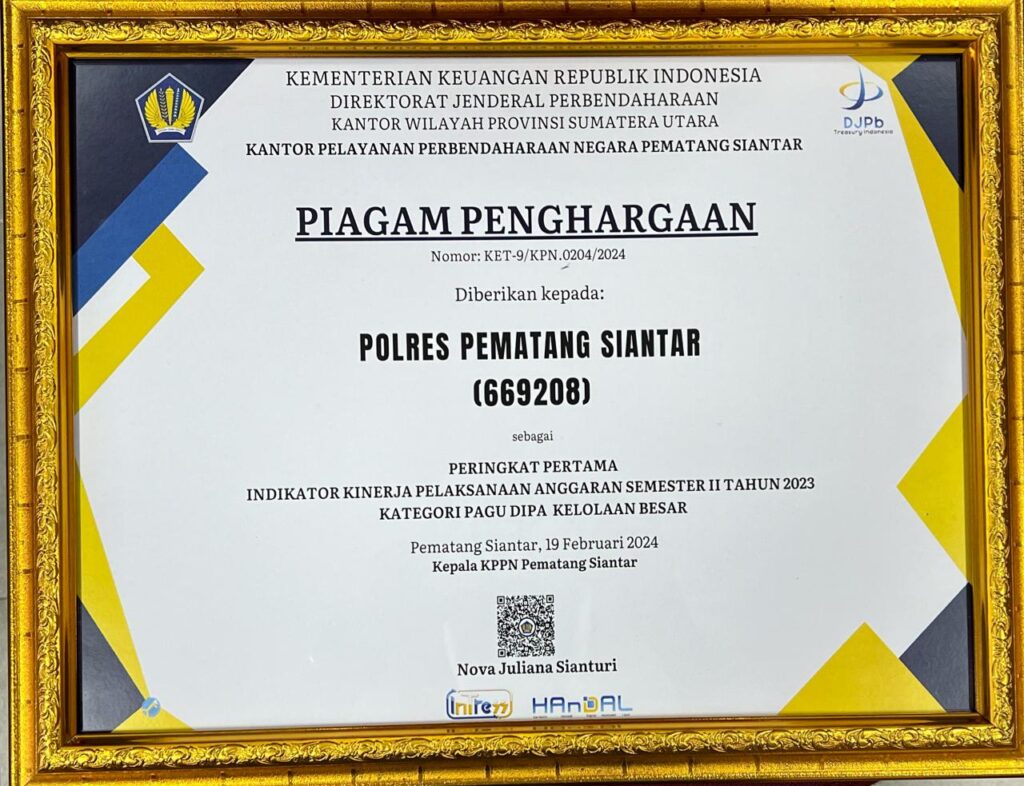 KEMENTERIAN KEUANGAN REPUBLIK INDONESIA
DIREKTORAT JENDERAL PERBENDAHARAAN
KANTOR WILAYAH PROVINSI SUMATERA UTARA
KANTOR PELAYANAN PERBENDAHARAAN NEGARA PEMATANG SIANTAR
DJPb
Treasury Indonesia
PIAGAM PENGHARGAAN
Nomor: KET-9/KPN.0204/2024
Diberikan kepada:
POLRES PEMATANG SIANTAR
(669208)
sebagai
PERINGKAT PERTAMA
INDIKATOR KINERJA PELAKSANAAN ANGGARAN SEMESTER II TAHUN 2023
KATEGORI PAGU DIPA KELOLAAN BESAR
Pematang Siantar, 19 Februari 2024
Kepala KPPN Pematang Siantar
Nova Juliana Sianturi
HAnDAL